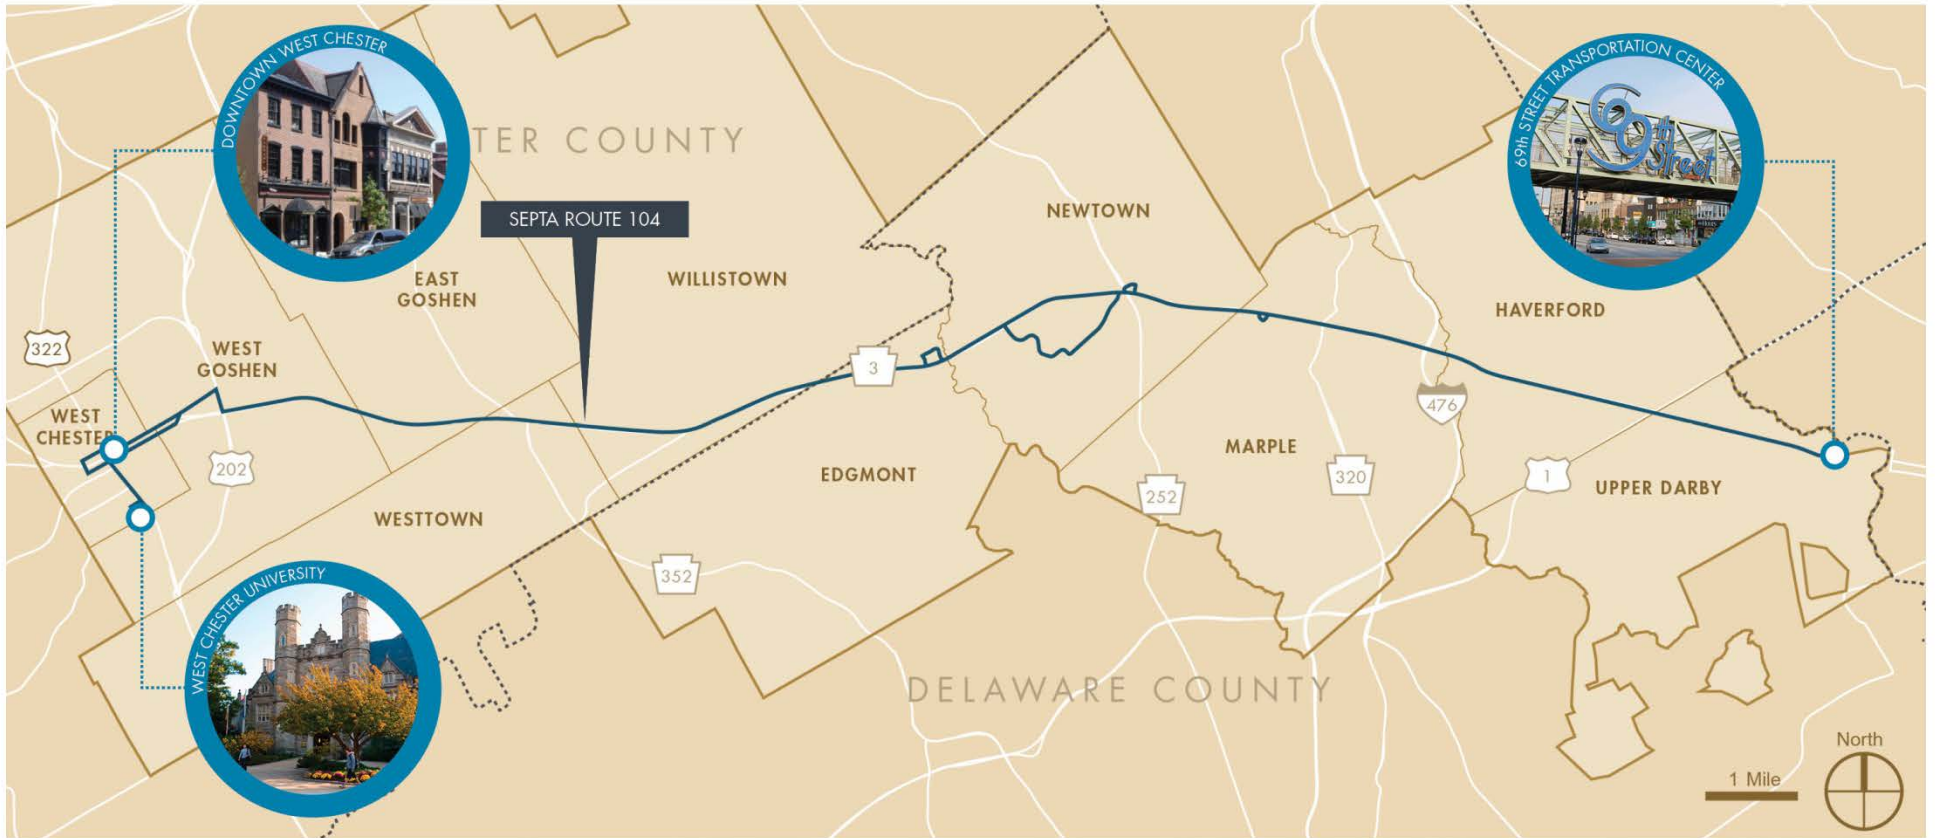 DOWNTOWN WEST CHESTER
69th STREET TRANSPORTATION CENTER
69th
Street
TER COUNTY
SEPTA ROUTE 104
NEWTOWN
EAST
GOSHEN
WILLISTOWN
HAVERFORD
322
WEST
GOSHEN
3
476
WEST
CHESTER
202
EDGMONT
MARPLE
320
1
UPPER DARBY
252
WESTTOWN
352
WEST CHESTER UNIVERSITY
DELAWARE COUNTY
North
1 Mile